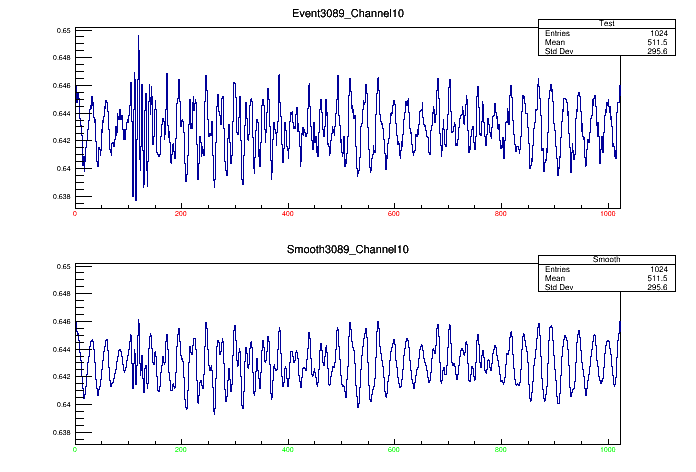 Event3089_Channel10
Test
Entries 1024
Mean 511.5
Std Dev 295.6
0.65
0.648
0.646
0.644
0.642
0.64
0.638
0 200 400 600 800 1000
Smooth3089_Channel10
Smooth
Entries 1024
Mean 511.5
Std Dev 295.6
0.65
0.648
0.646
0.644
0.642
0.64
0.638
0 200 400 600 800 1000